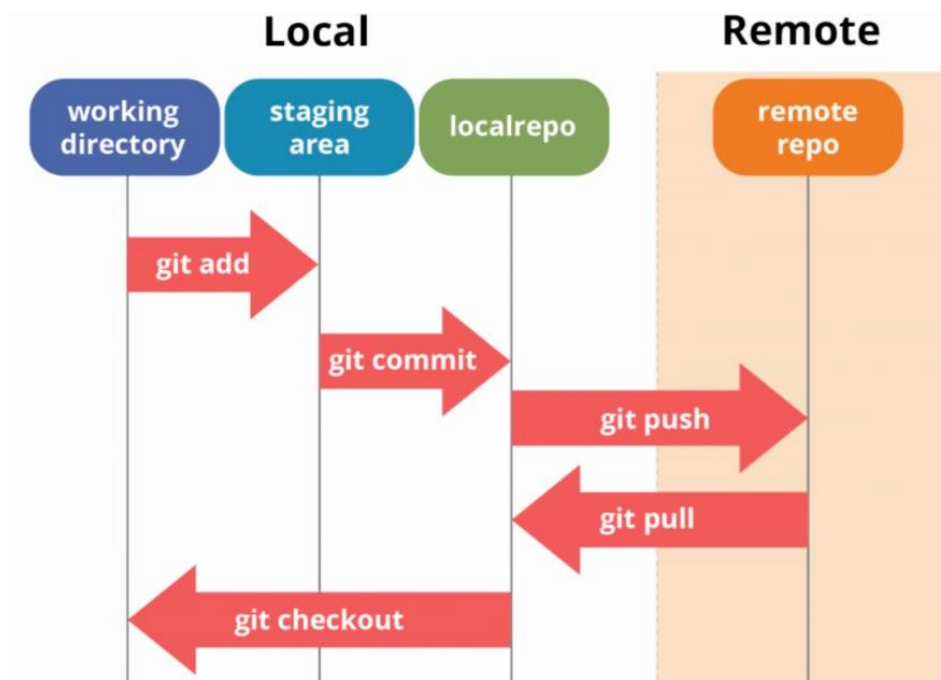 Local
Remote
working
directory
staging
area
localrepo
remote
repo
git add
git commit
git push
git pull
git checkout